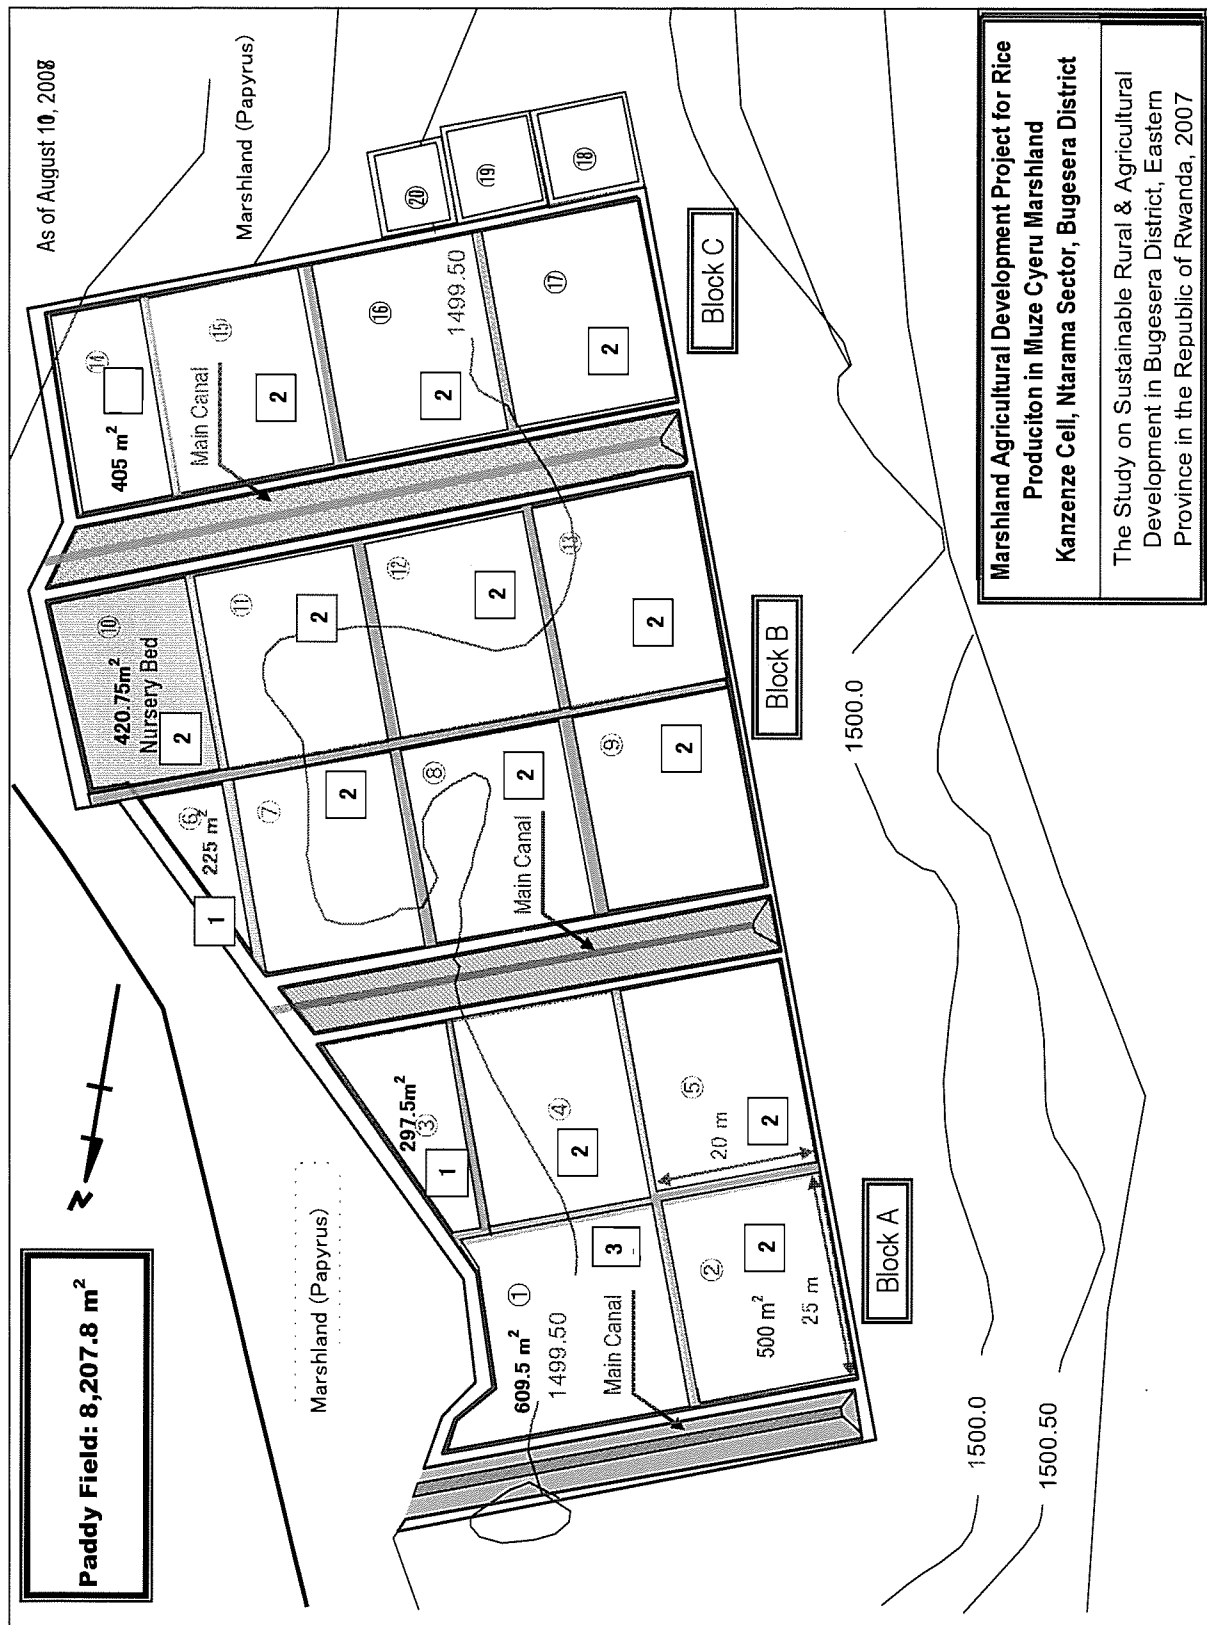 As of August 10, 2008
Paddy Field: 8,207.8 m²
Marshland (Papyrus)
Marshland (Papyrus)
N
①
609.5 m²
1499.50
3
Main Canal
②
500 m²
2
25 m
③
297.5m²
1
④
2
⑤
20 m
2
Block A
Main Canal
⑥
225 m²
1
⑦
2
⑧
2
⑨
2
⑩
420.75m²
Nursery Bed
2
⑪
2
⑫
2
⑬
2
Block B
Main Canal
⑭
405 m²
⑮
2
⑯
2
1499.50
⑰
2
Block C
⑱
⑲
⑳
1500.0
1500.0
1500.50
Marshland Agricultural Development Project for Rice
Produciton in Muze Cyeru Marshland
Kanzenze Cell, Ntarama Sector, Bugesera District
The Study on Sustainable Rural & Agricultural
Development in Bugesera District, Eastern
Province in the Republic of Rwanda, 2007